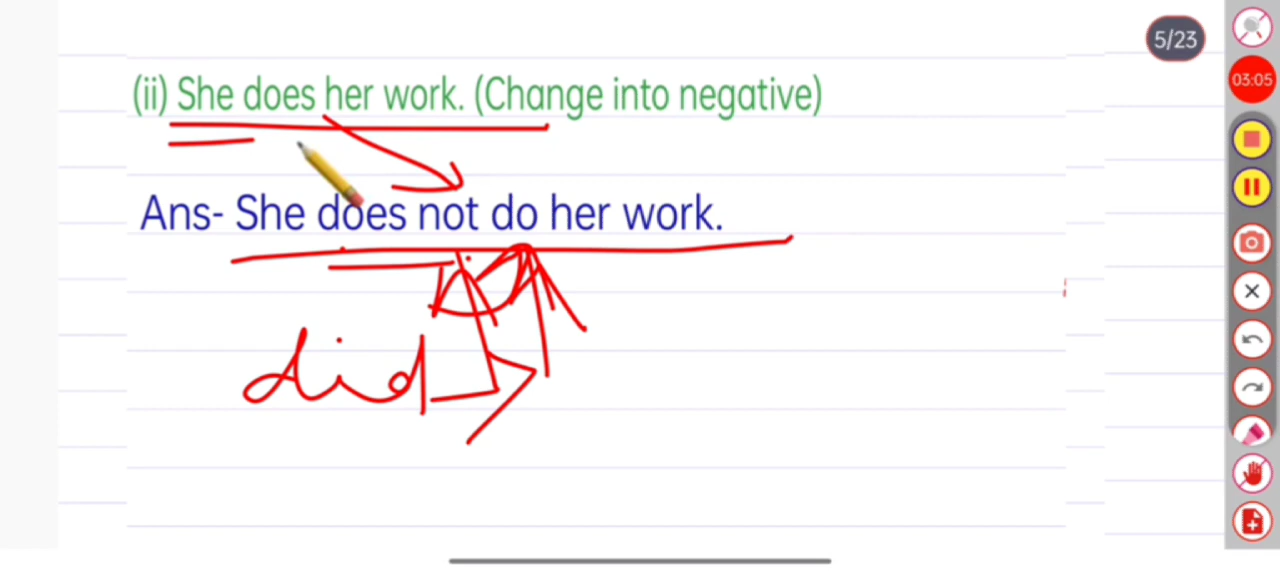 5/23
(ii) She does her work. (Change into negative)
03:05
Ans- She does not do her work.
did